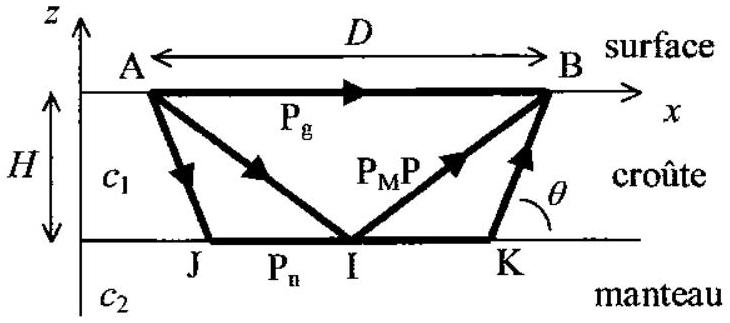 z
D
surface
A
B
P_g
x
H
c_1
P_MP
θ
croûte
J
P_n
I
K
c_2
manteau